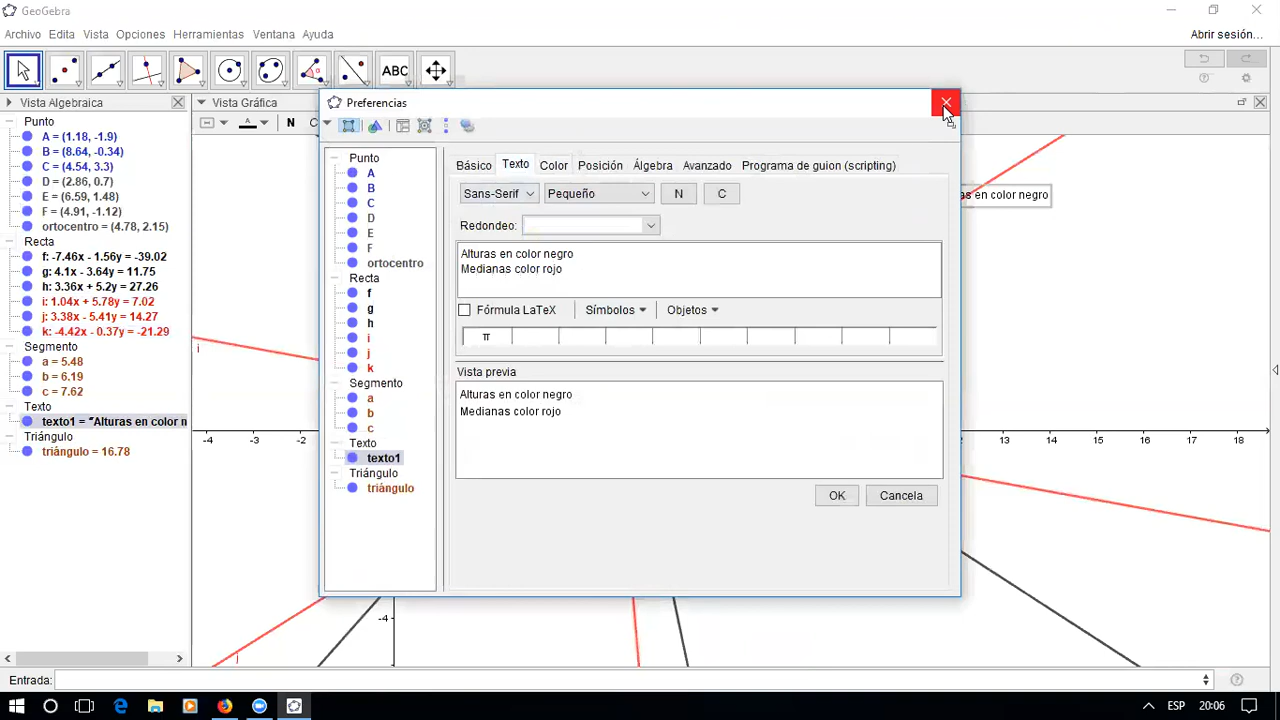 GeoGebra
Archivo Edita Vista Opciones Herramientas Ventana Ayuda
Abrir sesión...
ABC
Vista Algebraica
Vista Gráfica
N
Punto
A = (1.18, -1.9)
B = (8.64, -0.34)
C = (4.54, 3.3)
D = (2.86, 0.7)
E = (6.59, 1.48)
F = (4.91, -1.12)
ortocentro = (4.78, 2.15)
Recta
f: -7.46x - 1.56y = -39.02
g: 4.1x - 3.64y = 11.75
h: 3.36x + 5.2y = 27.26
i: 1.04x + 5.78y = 7.02
j: 3.38x - 5.41y = 14.27
k: -4.42x - 0.37y = -21.29
Segmento
a = 5.48
b = 6.19
c = 7.62
Texto
texto1 = "Alturas en color n
Triángulo
triángulo = 16.78
Preferencias
Punto
A
B
C
D
E
F
ortocentro
Recta
f
g
h
i
j
k
Segmento
a
b
c
Texto
texto1
Triángulo
triángulo
Básico Texto Color Posición Álgebra Avanzado Programa de guion (scripting)
Sans-Serif Pequeño N C
Redondeo:
Alturas en color negro
Medianas color rojo
Fórmula LaTeX Símbolos Objetos
π
Vista previa
Alturas en color negro
Medianas color rojo
OK Cancela
as en color negro
i
j
-4 -3 -2 12 13 14 15 16 17 18
-4
Entrada:
ESP 20:06